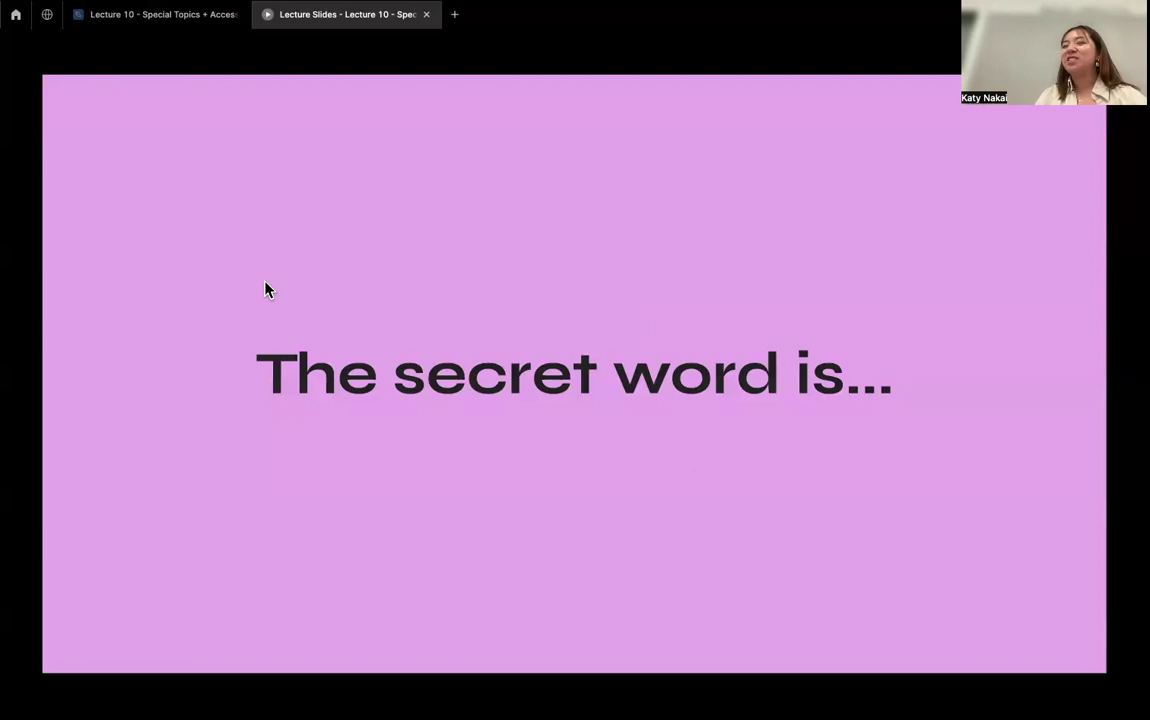 Lecture 10 - Special Topics + Acces
Lecture Slides - Lecture 10 - Spec
Katy Nakai
The secret word is...